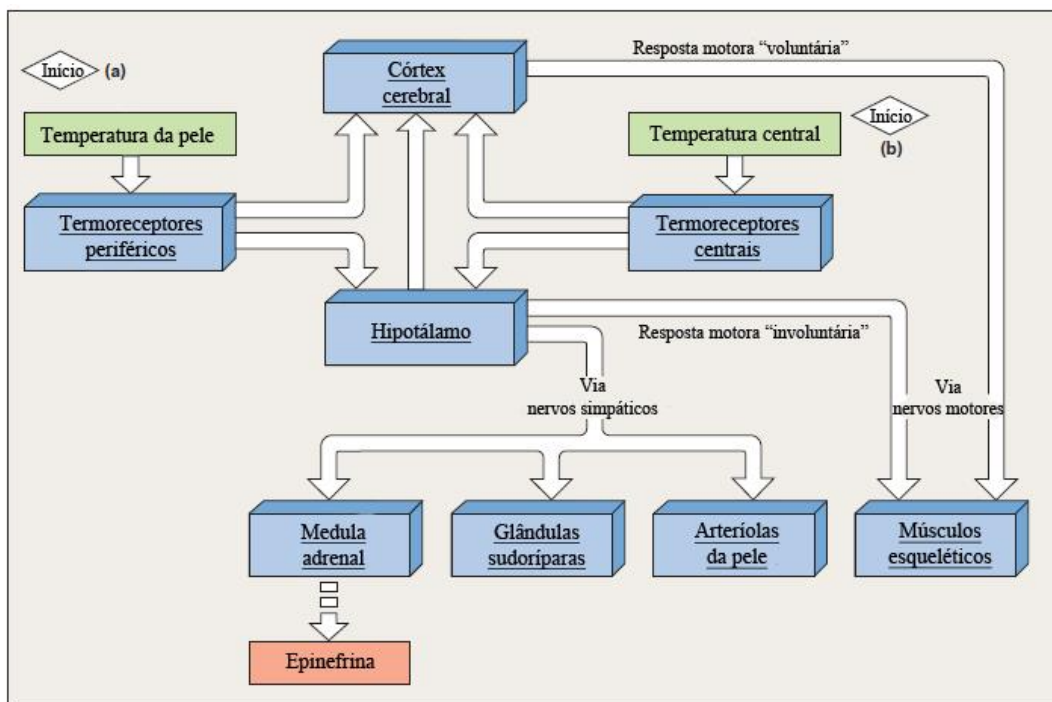 Início (a)
Temperatura da pele
Termoreceptores
periféricos
Córtex
cerebral
Resposta motora “voluntária”
Temperatura central
Início
(b)
Termoreceptores
centrais
Hipotálamo
Resposta motora “involuntária”
Via
nervos simpáticos
Via
nervos motores
Medula
adrenal
Glândulas
sudoríparas
Arteríolas
da pele
Músculos
esqueléticos
Epinefrina